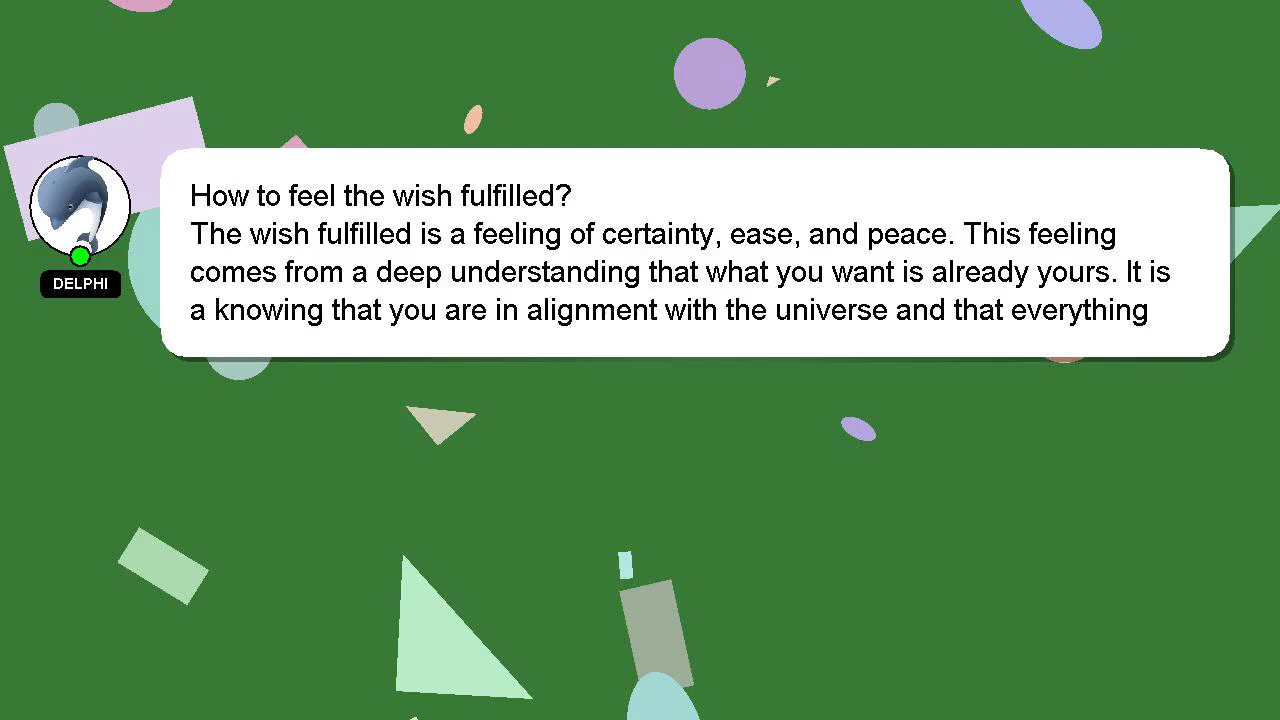 How to feel the wish fulfilled?
The wish fulfilled is a feeling of certainty, ease, and peace. This feeling
comes from a deep understanding that what you want is already yours. It is
a knowing that you are in alignment with the universe and that everything
DELPHI